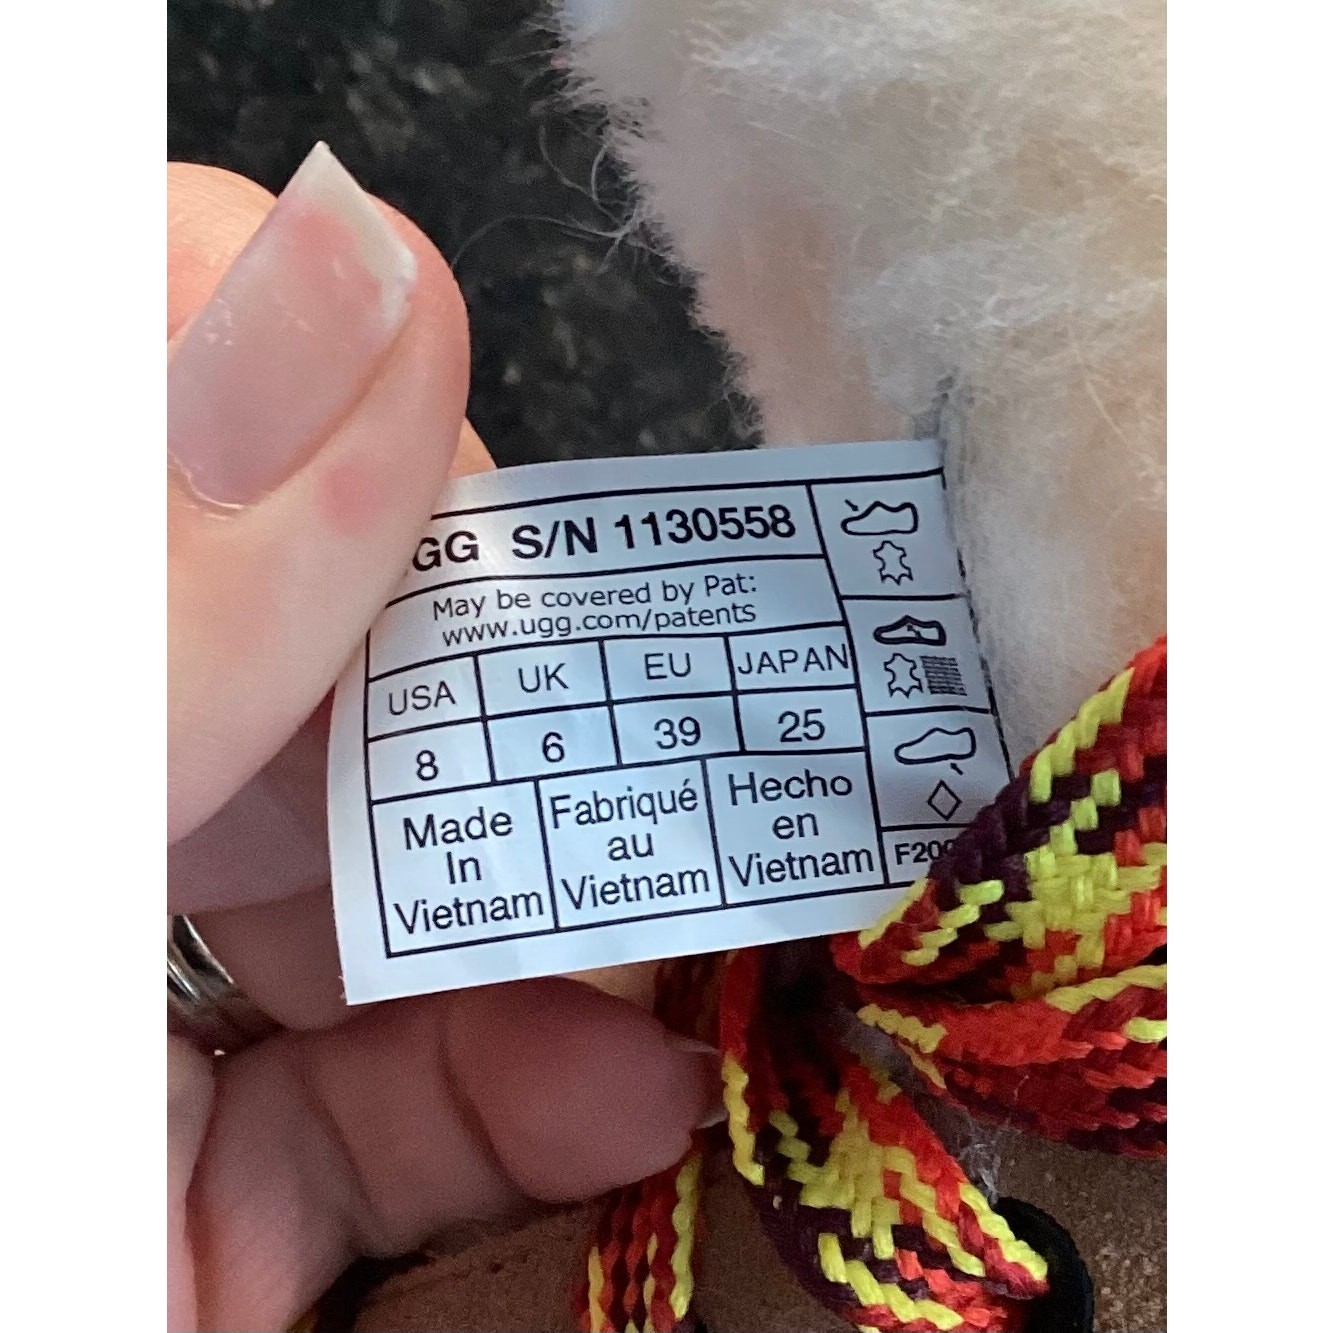 GG S/N 1130558
May be covered by Pat:
www.ugg.com/patents
USA UK EU JAPAN
8 6 39 25
Made
In
Vietnam
Fabriqué
au
Vietnam
Hecho
en
Vietnam